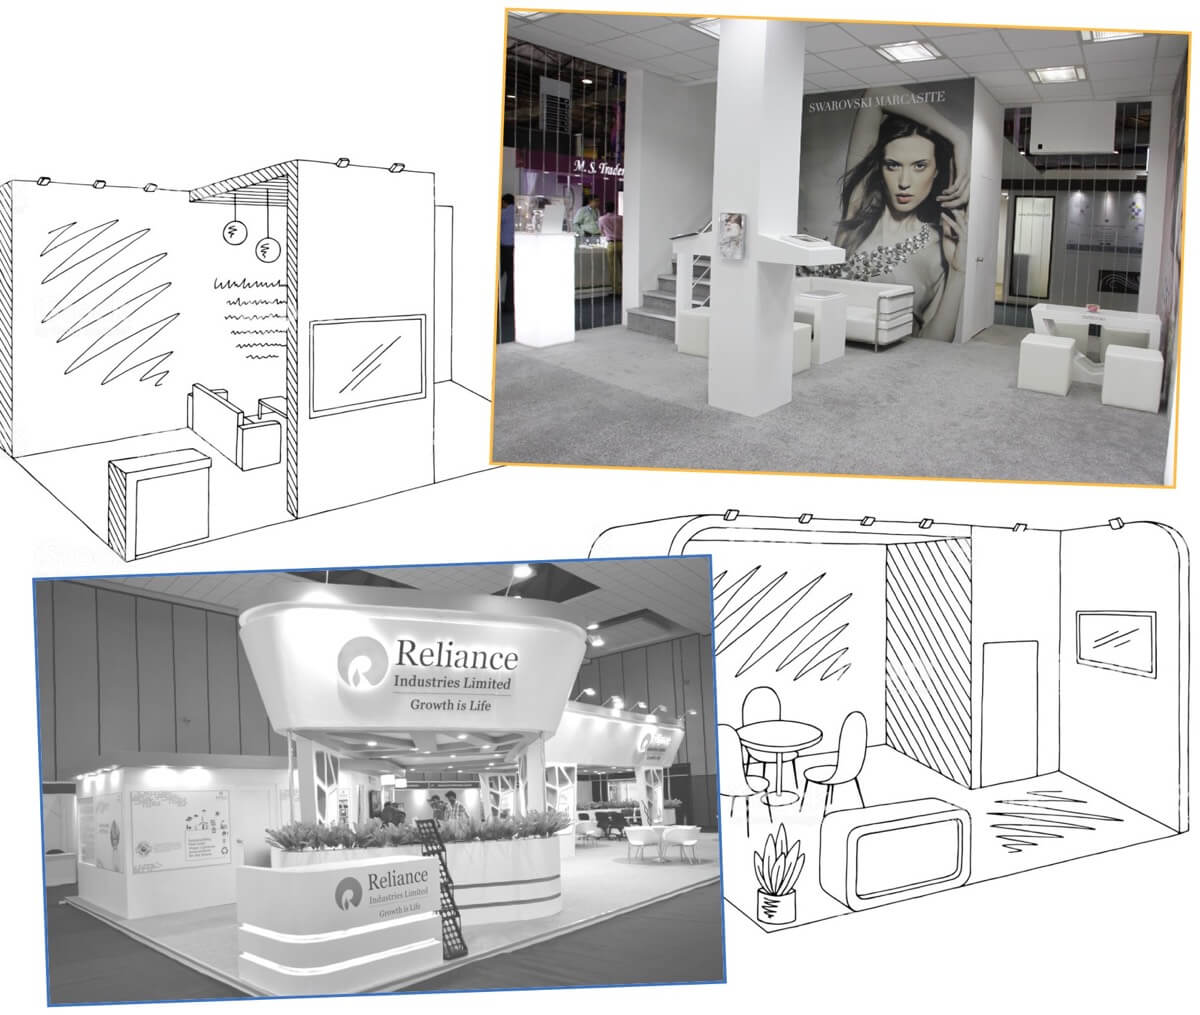 SWAROVSKI MARCASITE
M. S. Trader
Reliance
Industries Limited
Growth is Life
Reliance
Industries Limited
Growth is Life